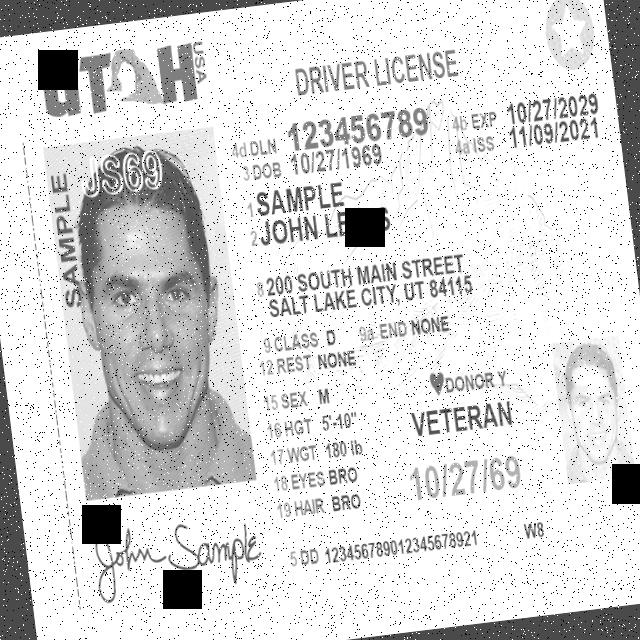 UTAH USA
DRIVER LICENSE
4d DLN 123456789 4b EXP 10/27/2029
3 DOB 10/27/1969 4a ISS 11/09/2021
JS69
SAMPLE
1 SAMPLE
2 JOHN
8 200 SOUTH MAIN STREET
SALT LAKE CITY, UT 84115
9 CLASS D 9a END NONE
12 REST NONE
15 SEX M
DONOR Y
16 HGT 5'-10"
VETERAN
17 WGT 180 lb
18 EYES BRO
10/27/69
19 HAIR BRO
John Sample
5 DD 123456789012345678921 W8